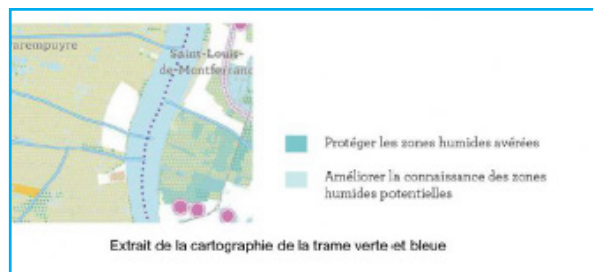 arempuyre
Saint-Louis-
de-Montferrand
Protéger les zones humides avérées
Améliorer la connaissance des zones
humides potentielles
Extrait de la cartographie de la trame verte et bleue